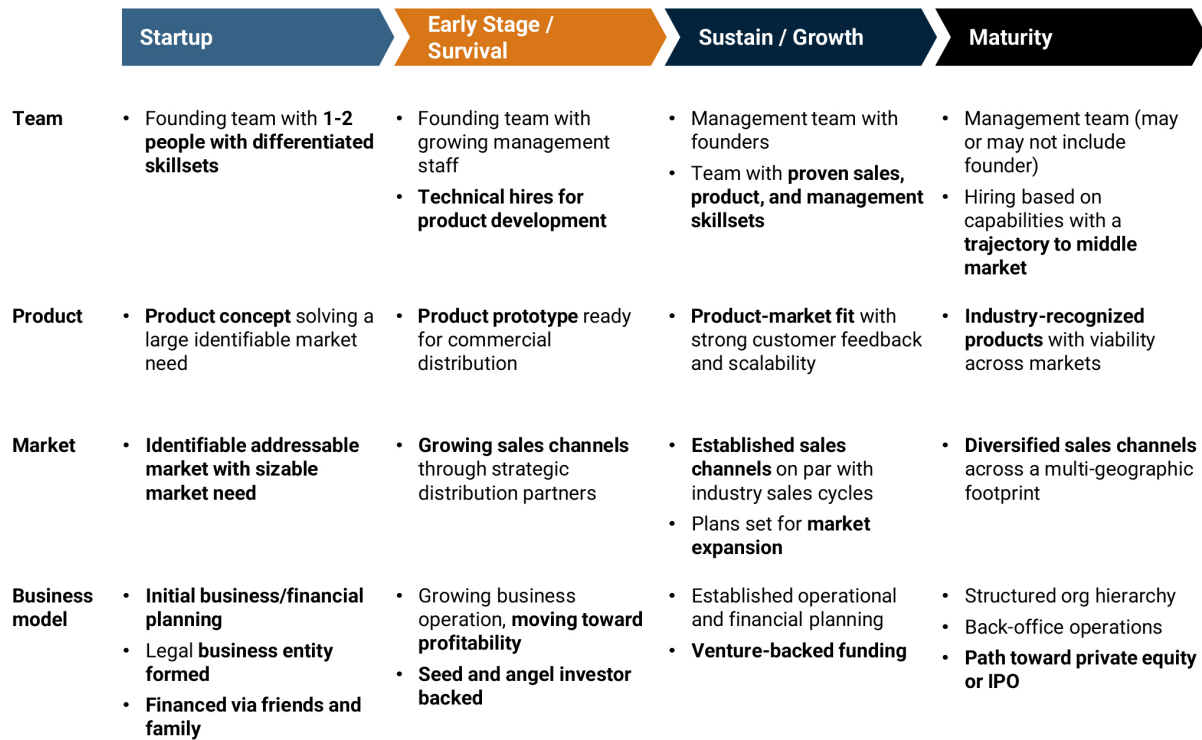 Startup
Early Stage /
Survival
Sustain / Growth
Maturity
Team
• Founding team with 1-2
people with differentiated
skillsets
• Founding team with
growing management
staff
• Technical hires for
product development
• Management team with
founders
• Team with proven sales,
product, and management
skillsets
• Management team (may
or may not include
founder)
• Hiring based on
capabilities with a
trajectory to middle
market
Product
• Product concept solving a
large identifiable market
need
• Product prototype ready
for commercial
distribution
• Product-market fit with
strong customer feedback
and scalability
• Industry-recognized
products with viability
across markets
Market
• Identifiable addressable
market with sizable
market need
• Growing sales channels
through strategic
distribution partners
• Established sales
channels on par with
industry sales cycles
• Plans set for market
expansion
• Diversified sales channels
across a multi-geographic
footprint
Business
model
• Initial business/financial
planning
• Legal business entity
formed
• Financed via friends and
family
• Growing business
operation, moving toward
profitability
• Seed and angel investor
backed
• Established operational
and financial planning
• Venture-backed funding
• Structured org hierarchy
• Back-office operations
• Path toward private equity
or IPO